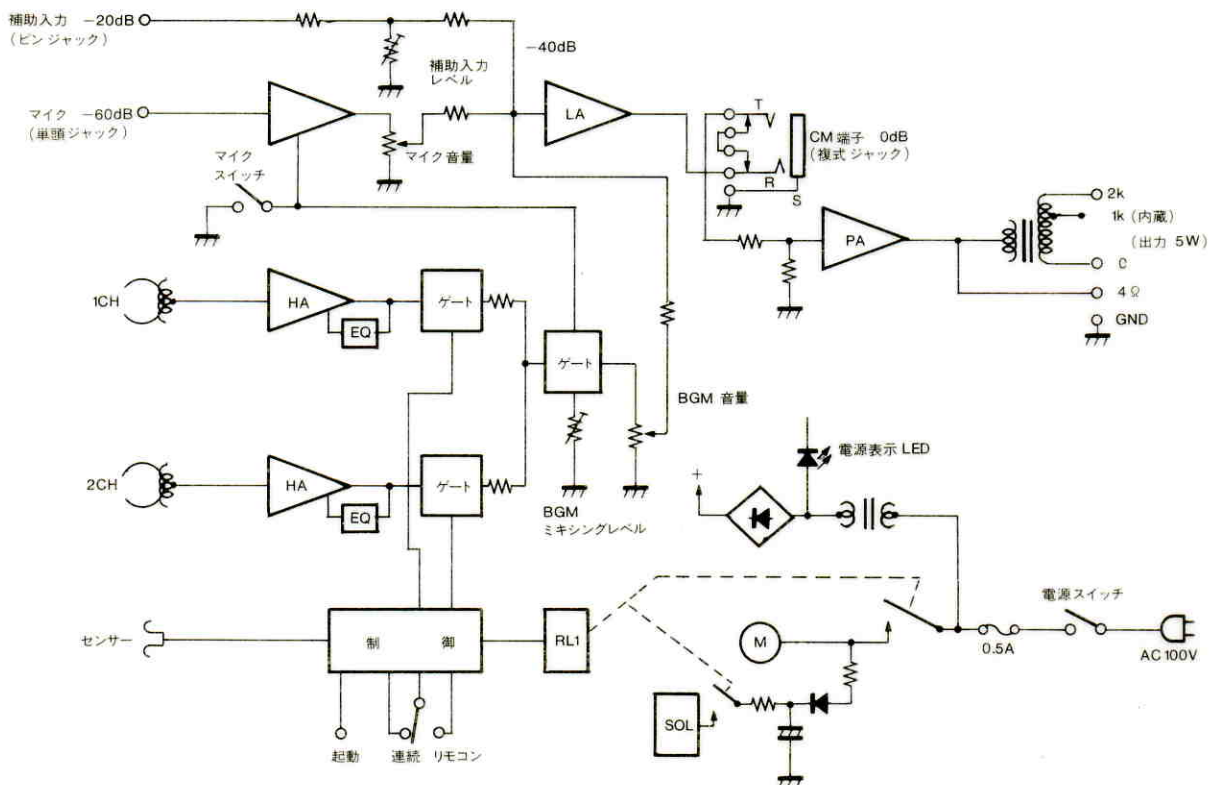 補助入力 −20dB
(ピンジャック)
−40dB
補助入力
レベル
マイク −60dB
(単頭ジャック)
LA
T
CM 端子 0dB
(複式ジャック)
マイク音量
マイク
スイッチ
R
S
2k
1k (内蔵)
(出力 5W)
PA
0
4Ω
GND
1CH
HA
EQ
ゲート
ゲート
BGM 音量
2CH
HA
EQ
ゲート
BGM
ミキシングレベル
電源表示 LED
+
電源スイッチ
センサー
制 御
RL1
M
0.5A
AC 100V
SOL
起動
連続
リモコン